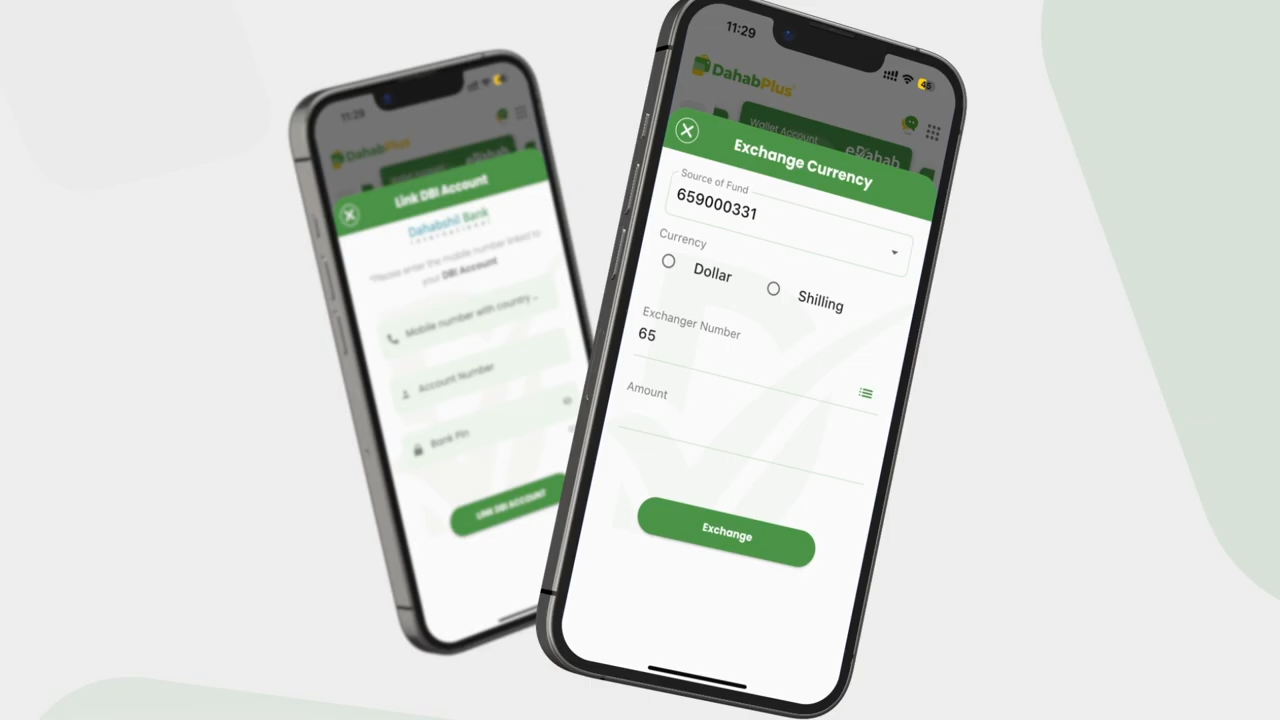 11:29
DahabPlus
Link DBI Account
Dahabshil Bank
INTERNATIONAL
*Please enter the mobile number linked to
your DBI Account
Mobile number with country ..
Account Number
Bank Pin
LINK DBI ACCOUNT
11:29
45
DahabPlus
Wallet Account
eDahab
Exchange Currency
Source of Fund
659000331
Currency
Dollar
Shilling
Exchanger Number
65
Amount
Exchange